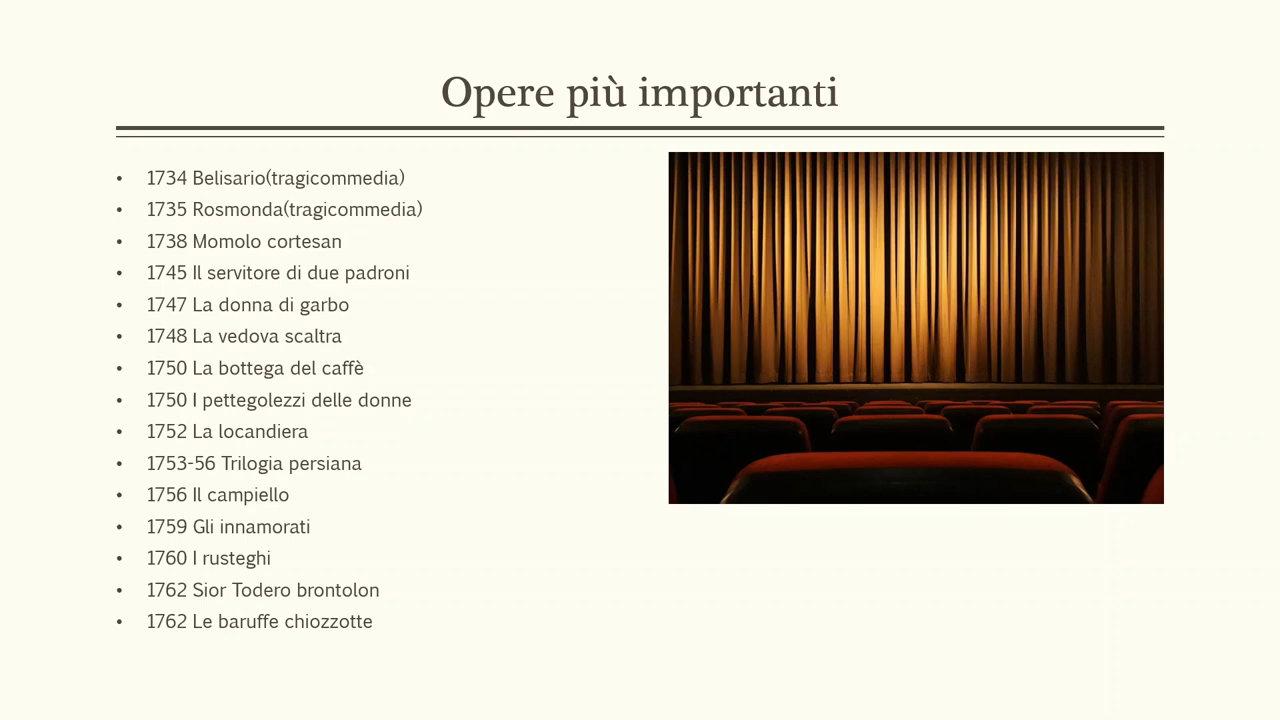 Opere più importanti
• 1734 Belisario(tragicommedia)
• 1735 Rosmonda(tragicommedia)
• 1738 Momolo cortesan
• 1745 Il servitore di due padroni
• 1747 La donna di garbo
• 1748 La vedova scaltra
• 1750 La bottega del caffè
• 1750 I pettegolezzi delle donne
• 1752 La locandiera
• 1753-56 Trilogia persiana
• 1756 Il campiello
• 1759 Gli innamorati
• 1760 I rusteghi
• 1762 Sior Todero brontolon
• 1762 Le baruffe chiozzotte